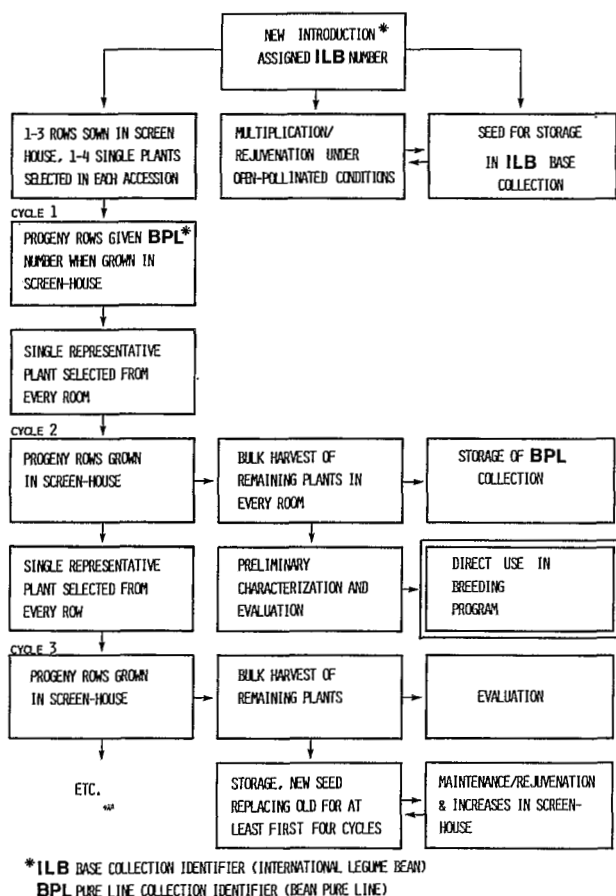 NEW INTRODUCTION*
ASSIGNED ILB NUMBER
1-3 ROWS SOWN IN SCREEN
HOUSE, 1-4 SINGLE PLANTS
SELECTED IN EACH ACCESSION
MULTIPLICATION/
REJUVENATION UNDER
OPEN-POLLINATED CONDITIONS
SEED FOR STORAGE
IN ILB BASE
COLLECTION
CYCLE 1
PROGENY ROWS GIVEN BPL*
NUMBER WHEN GROWN IN
SCREEN-HOUSE
SINGLE REPRESENTATIVE
PLANT SELECTED FROM
EVERY ROOM
CYCLE 2
PROGENY ROWS GROWN
IN SCREEN-HOUSE
BULK HARVEST OF
REMAINING PLANTS IN
EVERY ROOM
STORAGE OF BPL
COLLECTION
SINGLE REPRESENTATIVE
PLANT SELECTED FROM
EVERY ROW
PRELIMINARY
CHARACTERIZATION AND
EVALUATION
DIRECT USE IN
BREEDING
PROGRAM
CYCLE 3
PROGENY ROWS GROWN
IN SCREEN-HOUSE
BULK HARVEST OF
REMAINING PLANTS
EVALUATION
ETC.
STORAGE, NEW SEED
REPLACING OLD FOR AT
LEAST FIRST FOUR CYCLES
MAINTENANCE/REJUVENATION
& INCREASES IN SCREEN-
HOUSE
*ILB BASE COLLECTION IDENTIFIER (INTERNATIONAL LEGUME BEAN)
BPL PURE LINE COLLECTION IDENTIFIER (BEAN PURE LINE)